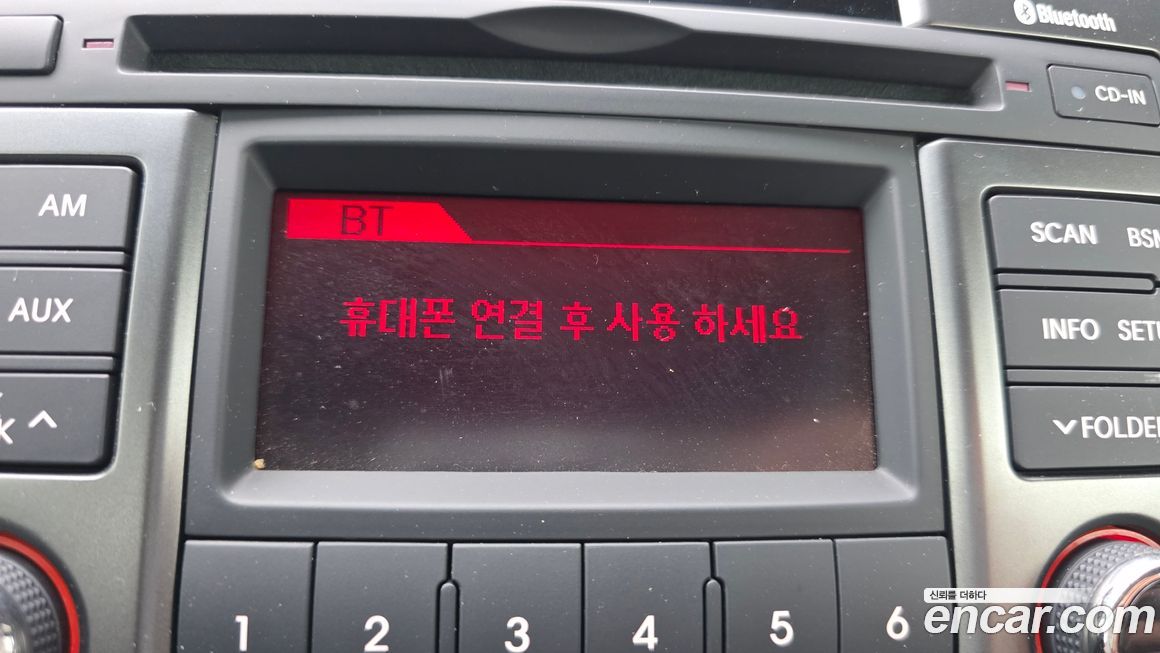 Bluetooth
CD-IN
AM
BT
SCAN
휴대폰 연결 후 사용 하세요
AUX
INFO
FOLDER
1
2
3
4
5
6
신뢰를 더하다
encar.com